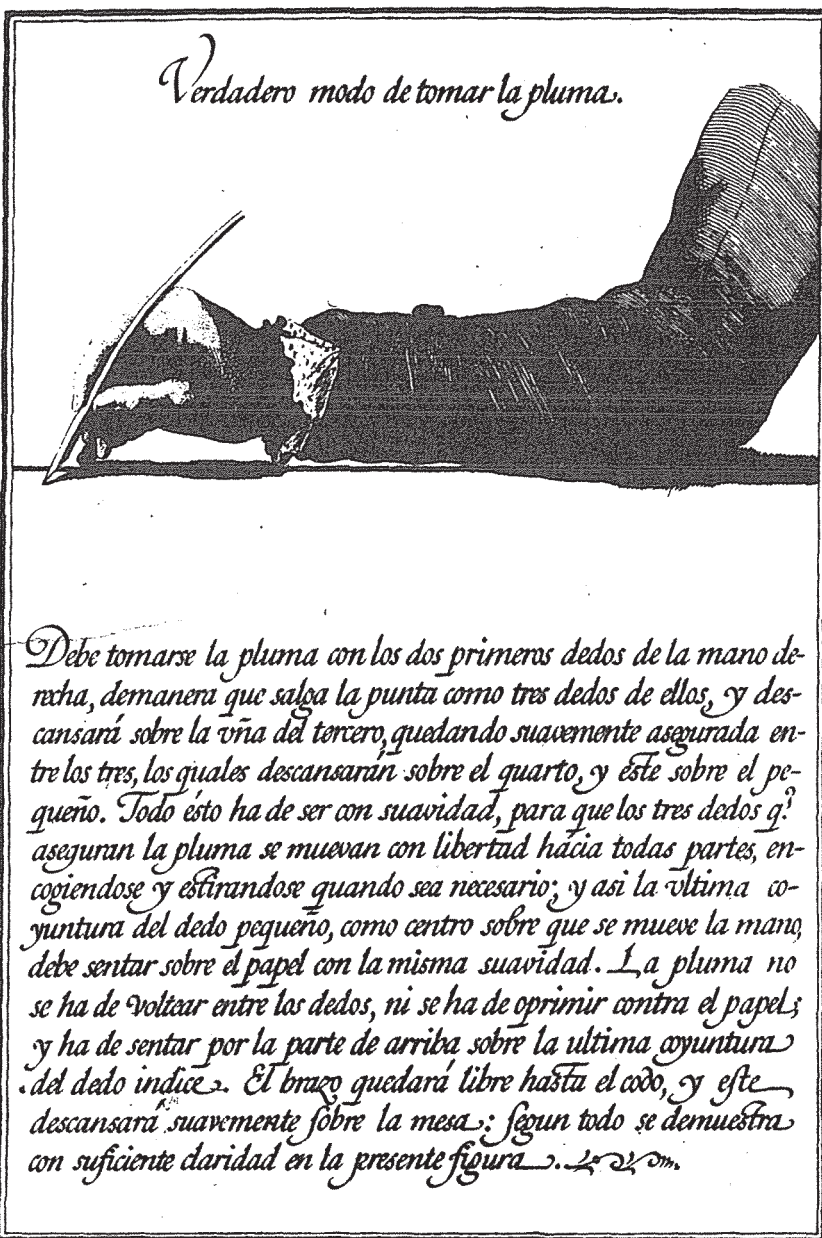 Verdadero modo de tomar la pluma.
Debe tomarse la pluma con los dos primeros dedos de la mano de-
recha, demanera que salga la punta como tres dedos de ellos, y des-
cansará sobre la vña del tercero, quedando suavemente asegurada en-
tre los tres, los quales descansarán sobre el quarto, y este sobre el pe-
queño. Todo ésto ha de ser con suavidad, para que los tres dedos q.e
aseguran la pluma se muevan con libertad hácia todas partes, en-
cogiendose y estirandose quando sea necesario; y asi la vltima co-
yuntura del dedo pequeño, como centro sobre que se mueve la mano,
debe sentar sobre el papel con la misma suavidad. La pluma no
se ha de voltear entre los dedos, ni se ha de oprimir contra el papel;
y ha de sentar por la parte de arriba sobre la ultima coyuntura
del dedo indice. El brazo quedará libre hasta el codo, y este
descansará suavemente sobre la mesa: segun todo se demuestra
con suficiente claridad en la presente figura.